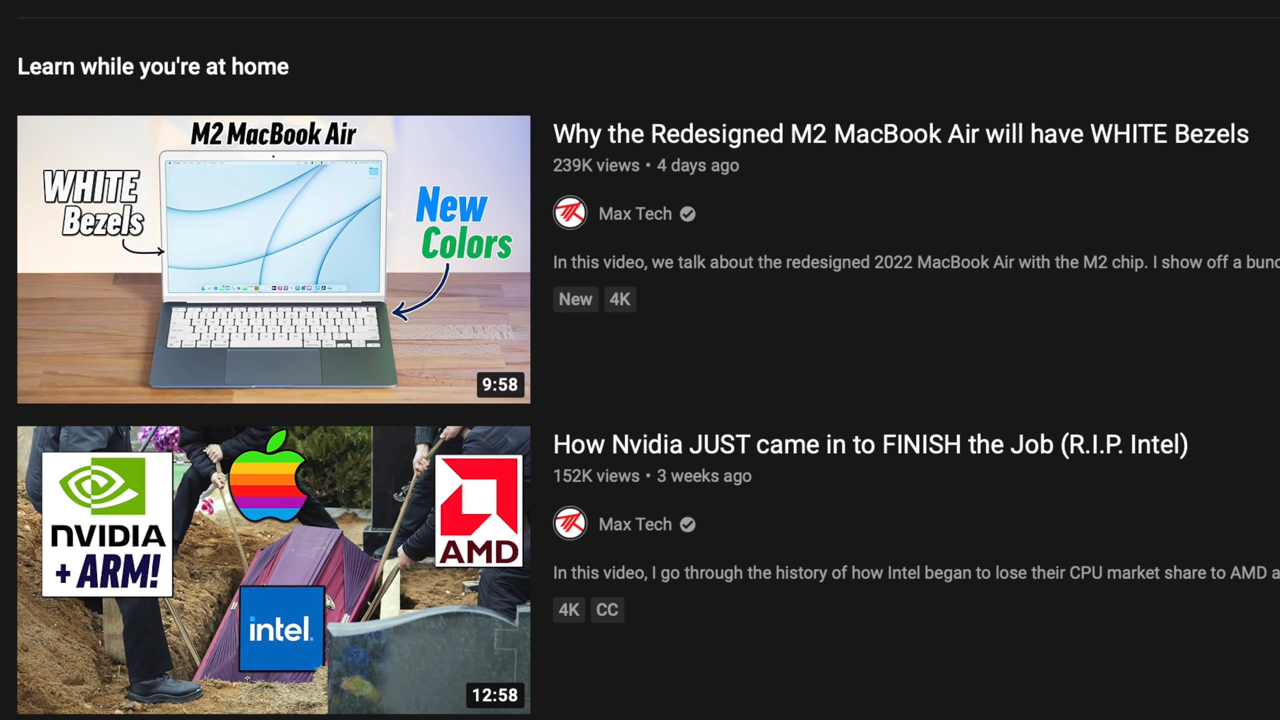 Learn while you're at home
M2 MacBook Air
WHITE
Bezels
New
Colors
9:58
Why the Redesigned M2 MacBook Air will have WHITE Bezels
239K views • 4 days ago
Max Tech
In this video, we talk about the redesigned 2022 MacBook Air with the M2 chip. I show off a bunc
New 4K
NVIDIA
+ ARM!
AMD
intel.
12:58
How Nvidia JUST came in to FINISH the Job (R.I.P. Intel)
152K views • 3 weeks ago
Max Tech
In this video, I go through the history of how Intel began to lose their CPU market share to AMD a
4K CC